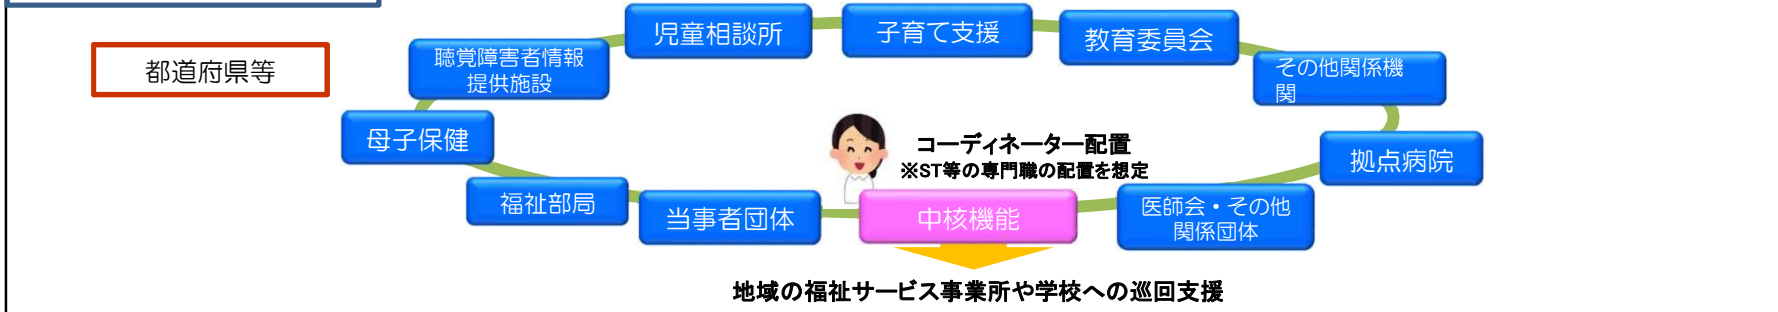 児童相談所
子育て支援
教育委員会
聴覚障害者情報
提供施設
その他関係機
関
都道府県等
母子保健
コーディネーター配置
※ST等の専門職の配置を想定
拠点病院
福祉部局
当事者団体
中核機能
医師会・その他
関係団体
地域の福祉サービス事業所や学校への巡回支援